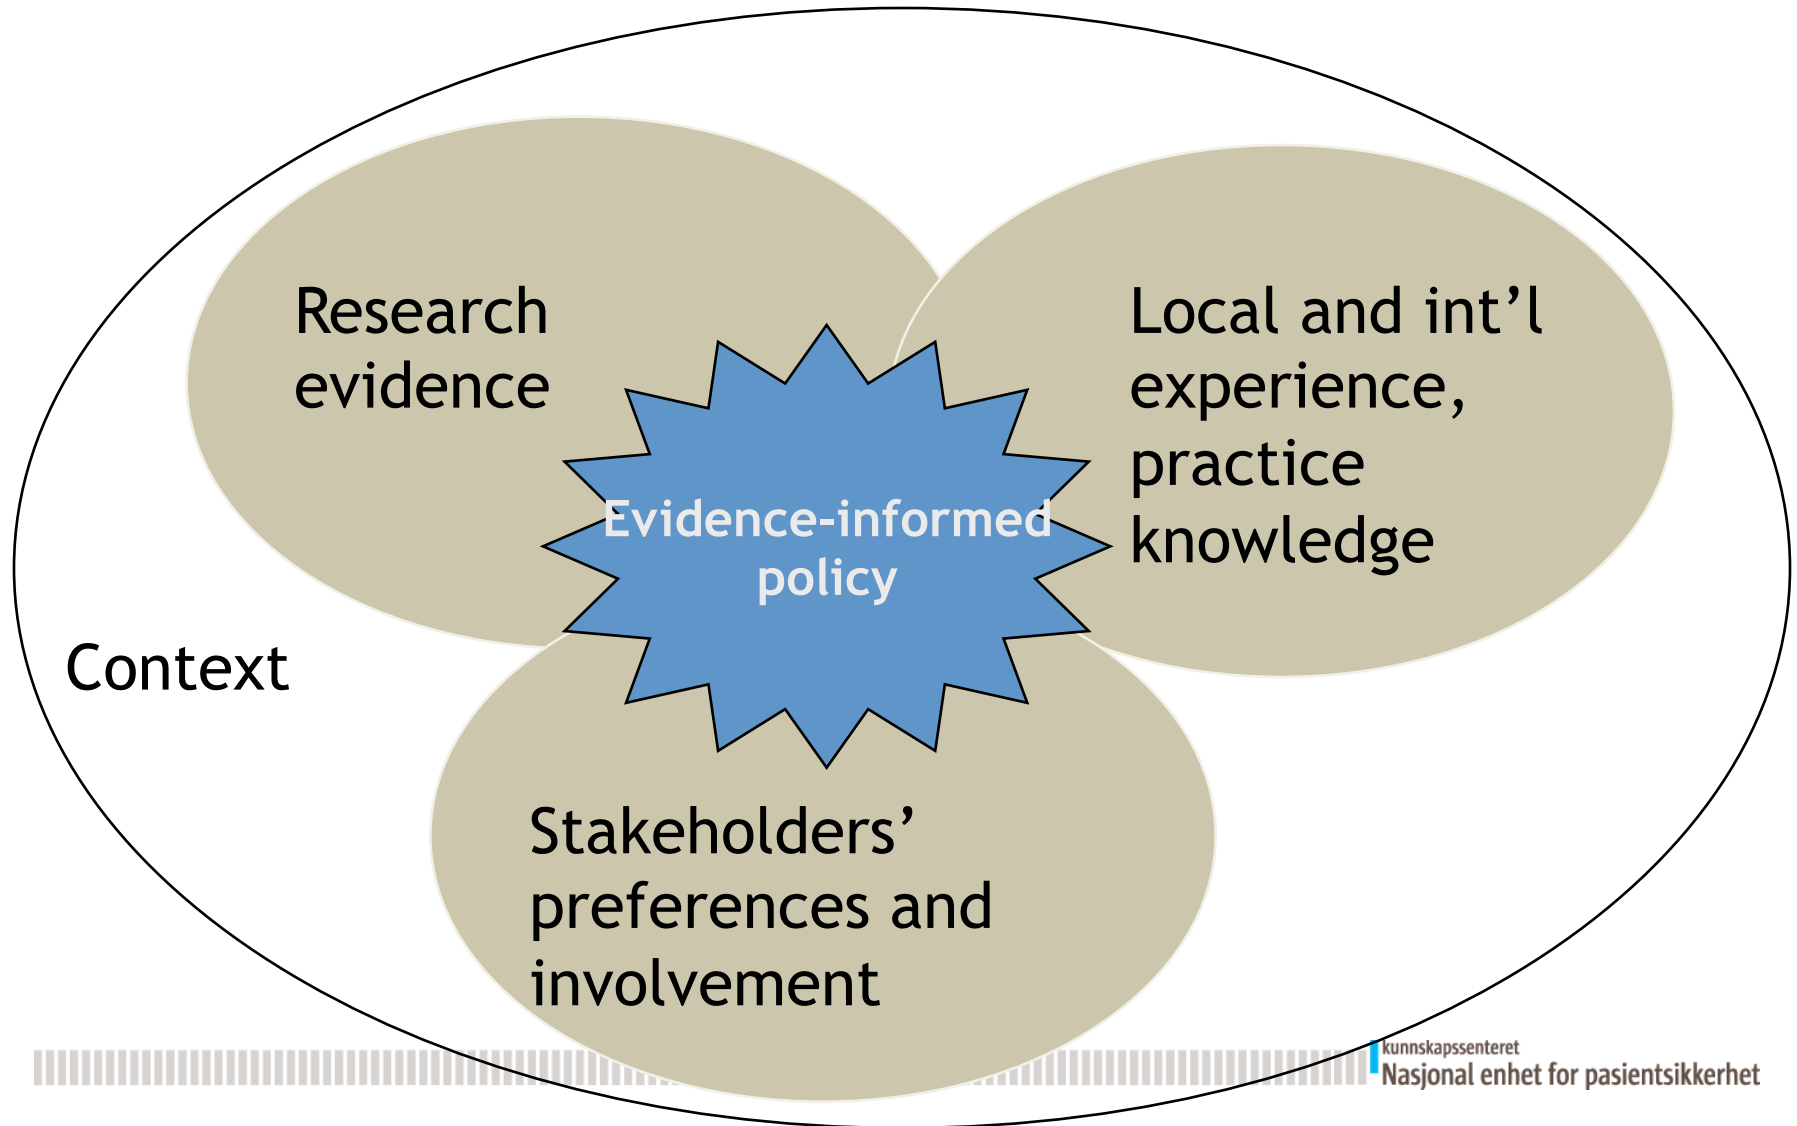 Research
evidence
Local and int’l
experience,
practice
knowledge
Evidence-informed
policy
Context
Stakeholders’
preferences and
involvement
kunnskapssenteret
Nasjonal enhet for pasientsikkerhet